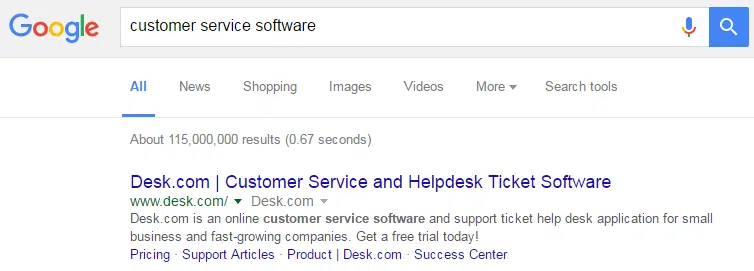 Google customer service software
All News Shopping Images Videos More Search tools
About 115,000,000 results (0.67 seconds)
Desk.com | Customer Service and Helpdesk Ticket Software
www.desk.com/ Desk.com
Desk.com is an online customer service software and support ticket help desk application for small
business and fast-growing companies. Get a free trial today!
Pricing · Support Articles · Product | Desk.com · Success Center